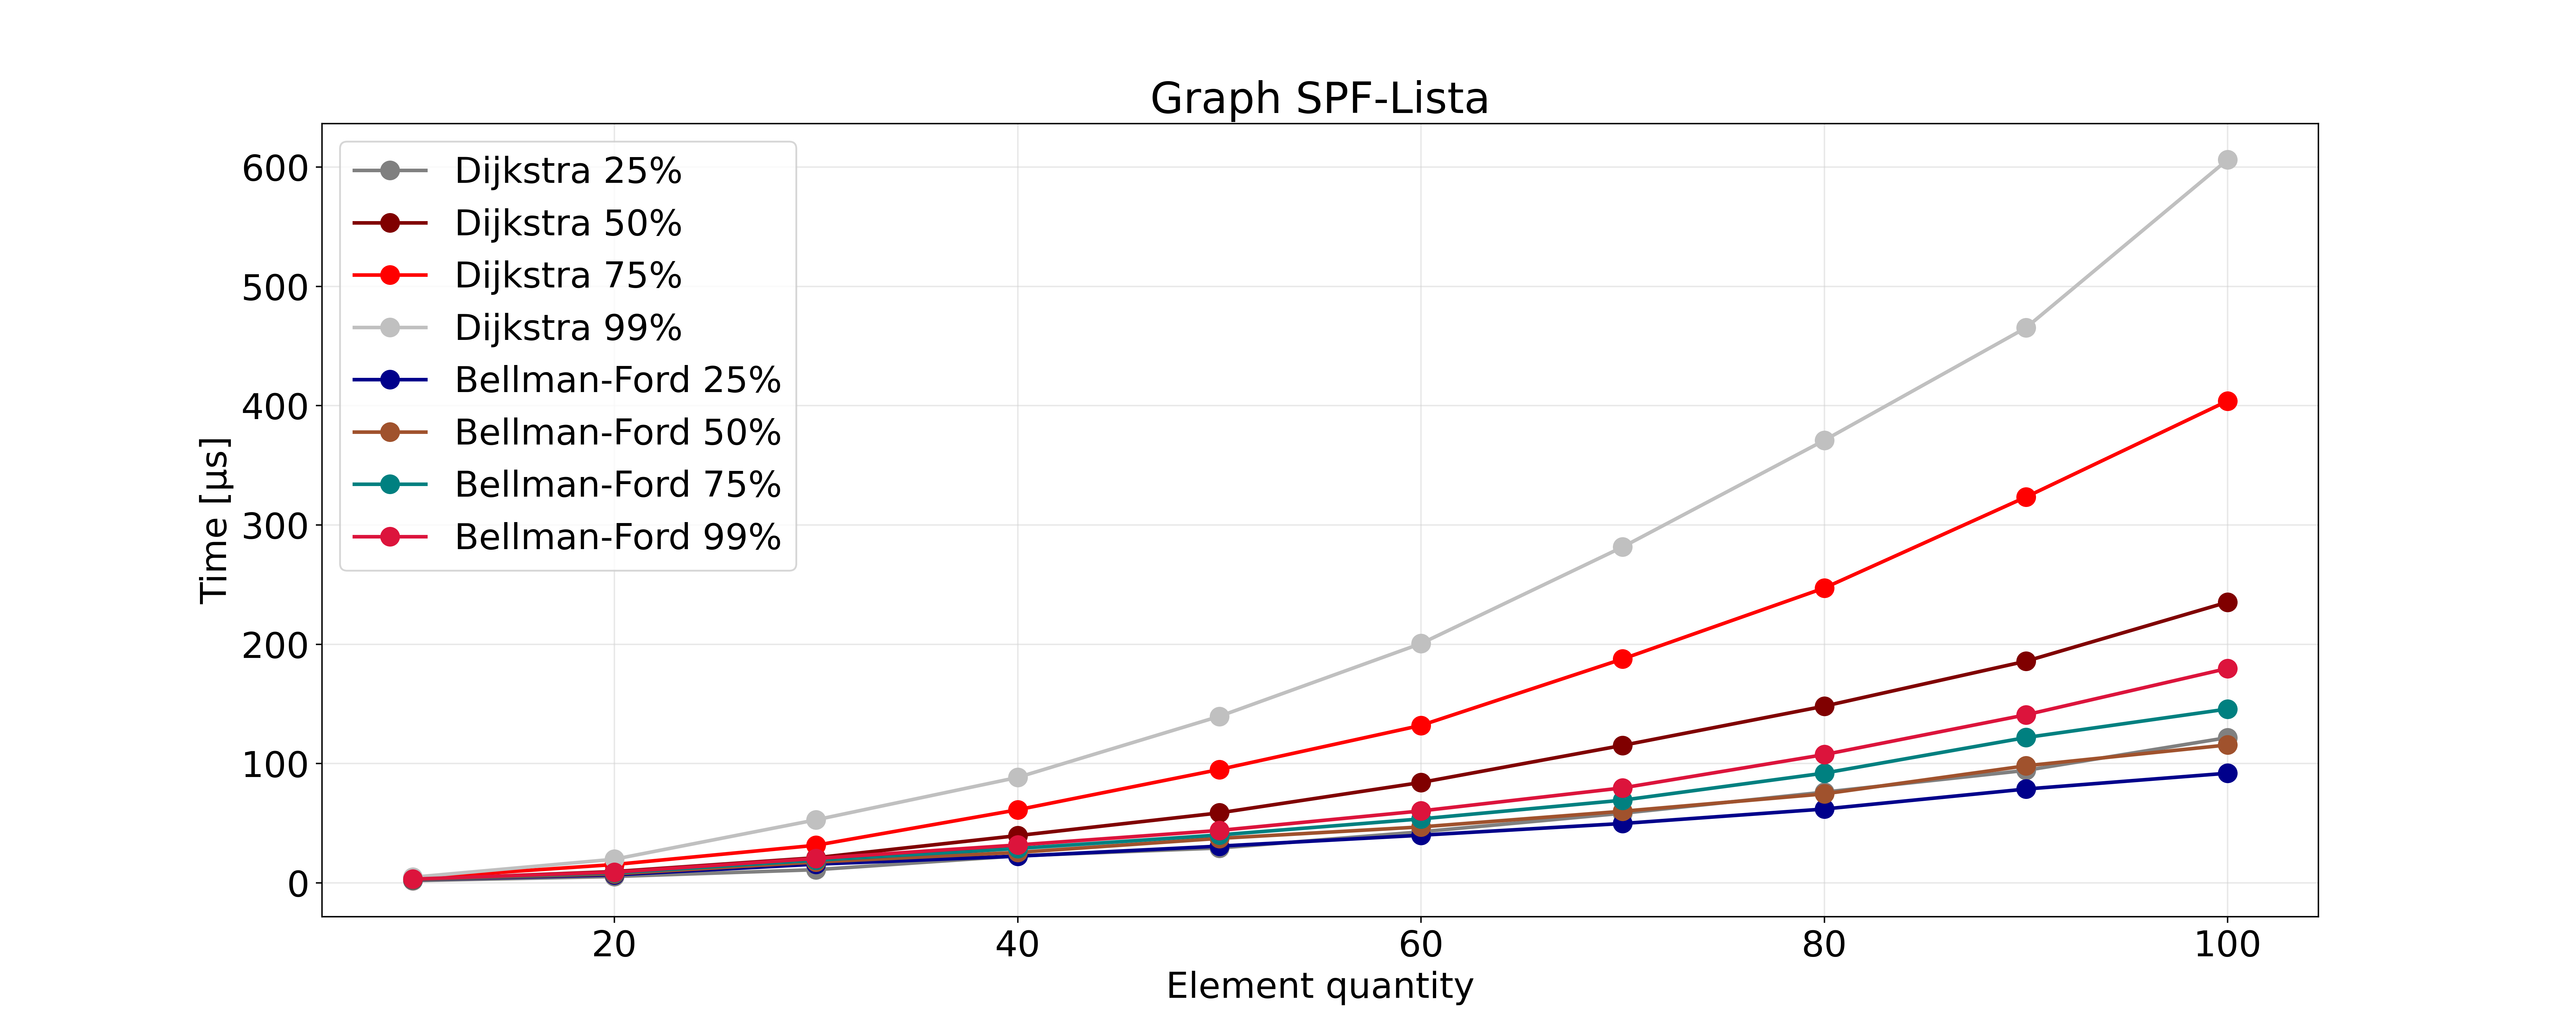 Graph SPF-Lista
Time [µs]
600
500
400
300
200
100
0
Dijkstra 25%
Dijkstra 50%
Dijkstra 75%
Dijkstra 99%
Bellman-Ford 25%
Bellman-Ford 50%
Bellman-Ford 75%
Bellman-Ford 99%
20 40 60 80 100
Element quantity